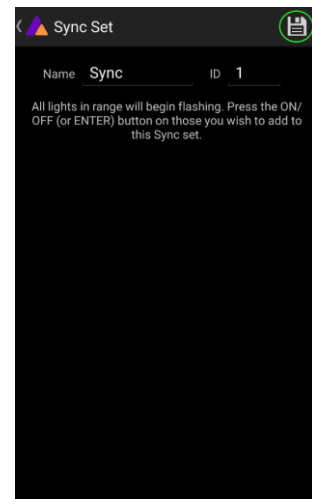 Sync Set
Name Sync ID 1
All lights in range will begin flashing. Press the ON/
OFF (or ENTER) button on those you wish to add to
this Sync set.